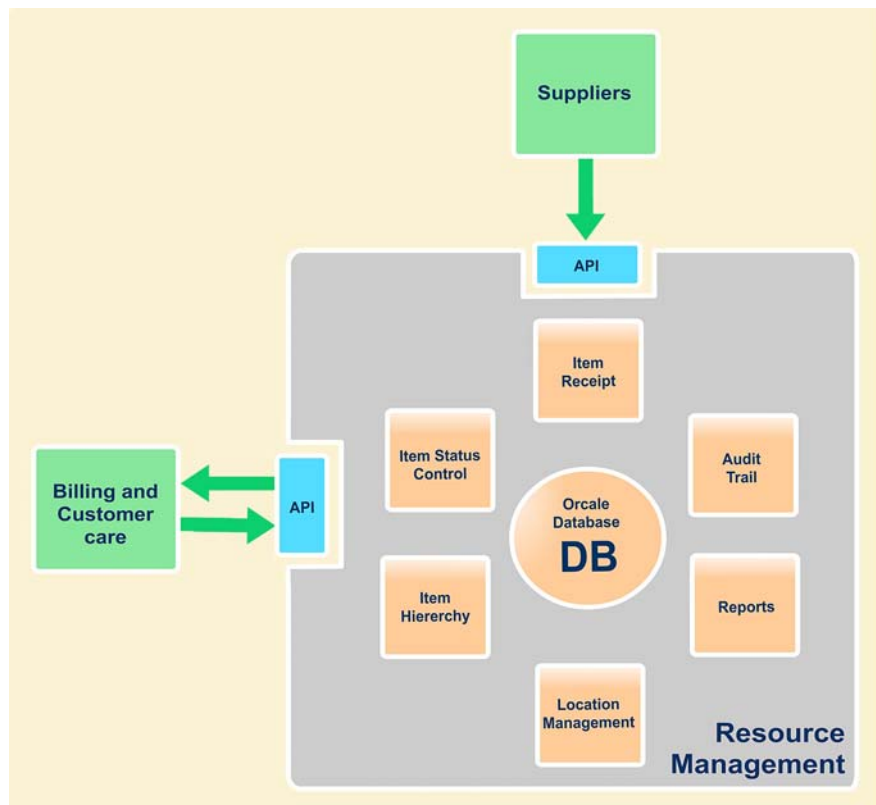 Suppliers
API
Item
Receipt
Item Status
Control
Audit
Trail
Billing and
Customer
care
API
Orcale
Database
DB
Item
Hiererchy
Reports
Location
Management
Resource
Management